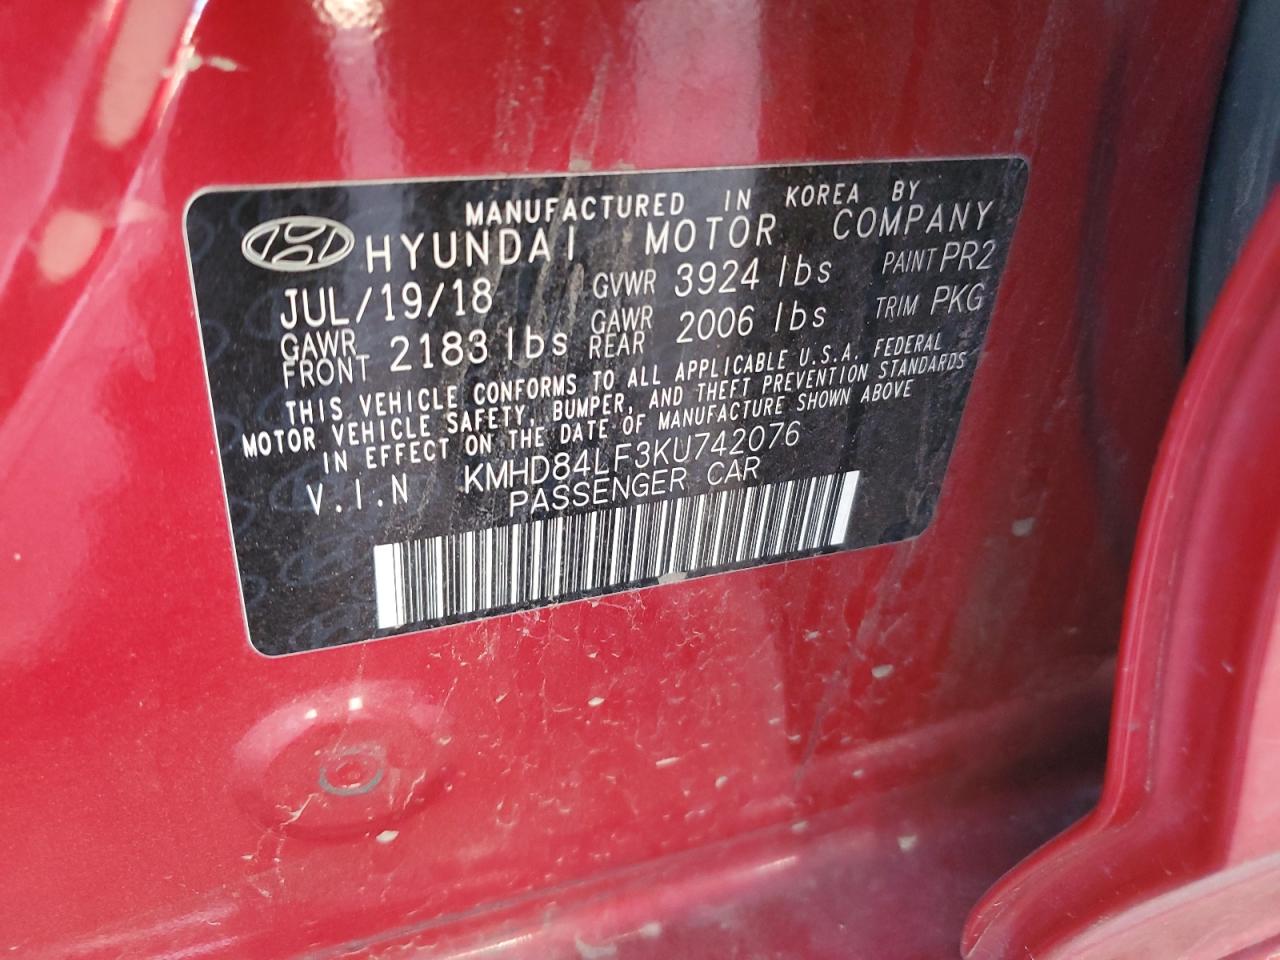 MANUFACTURED IN KOREA BY
HYUNDAI MOTOR COMPANY
JUL/19/18 GVWR 3924 lbs PAINT PR2
GAWR FRONT 2183 lbs GAWR REAR 2006 lbs TRIM PKG
THIS VEHICLE CONFORMS TO ALL APPLICABLE U.S.A. FEDERAL
MOTOR VEHICLE SAFETY, BUMPER, AND THEFT PREVENTION STANDARDS
IN EFFECT ON THE DATE OF MANUFACTURE SHOWN ABOVE
V.I.N KMHD84LF3KU742076
PASSENGER CAR